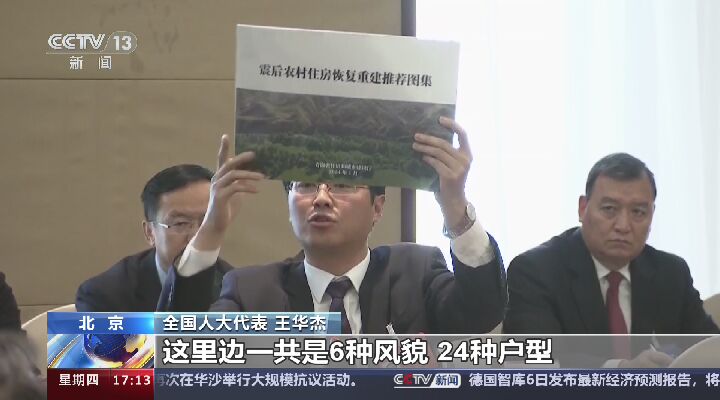 CCTV 13
新闻
震后农村住房恢复重建推荐图集
北京
全国人大代表 王华杰
这里边一共是6种风貌 24种户型
星期四 17:13
再次在华沙举行大规模抗议活动。 CCTV 新闻 德国智库6日发布最新经济预测报告，将